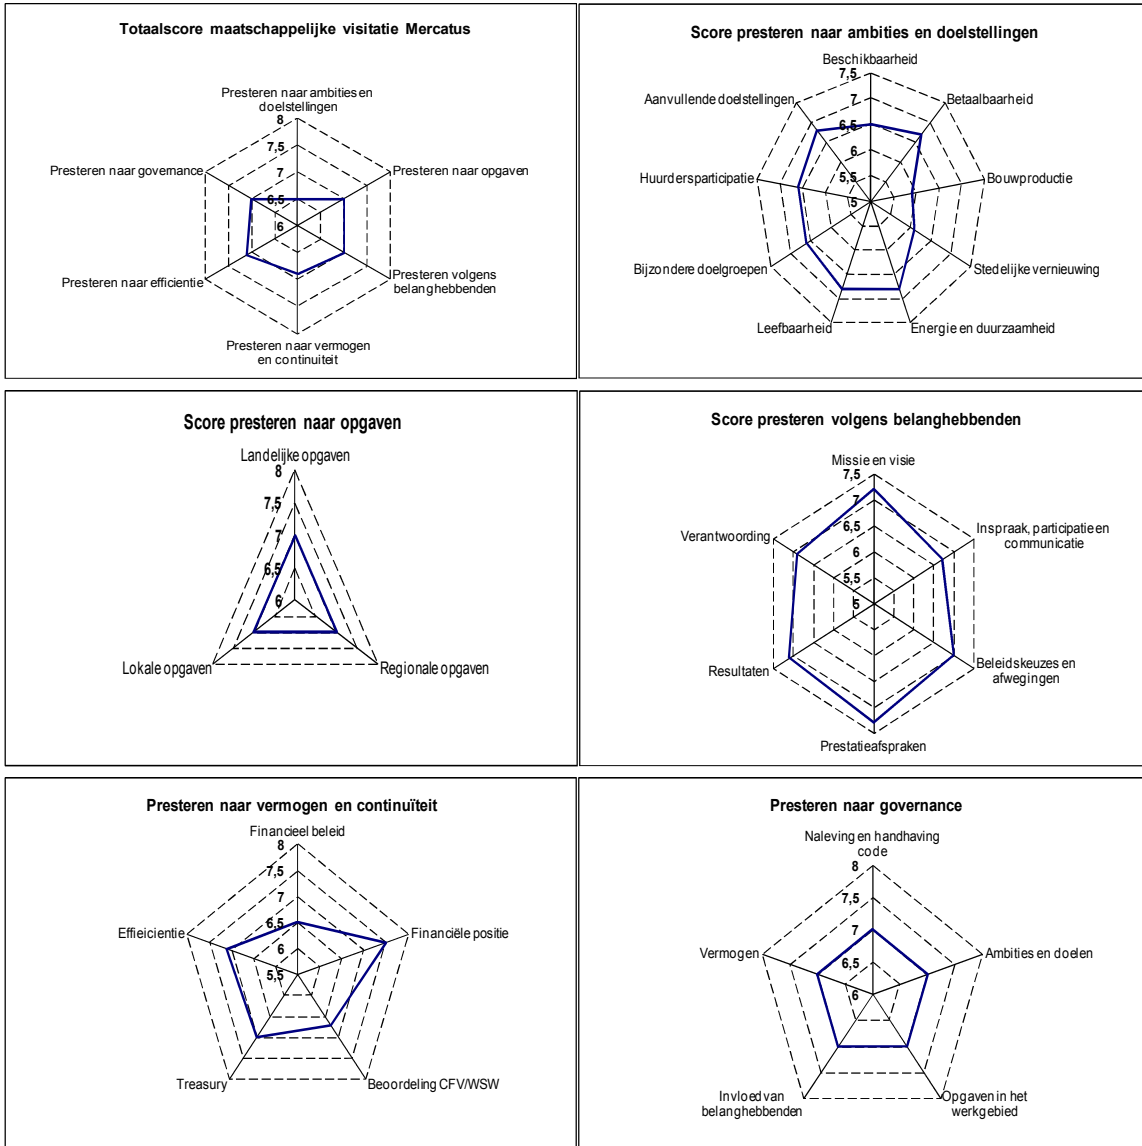 Totaalscore maatschappelijke visitatie Mercatus
Presteren naar ambities en
doelstellingen
8
7,5
7
6,5
6
Presteren naar opgaven
Presteren volgens
belanghebbenden
Presteren naar vermogen
en continuiteit
Presteren naar efficientie
Presteren naar governance
Score presteren naar ambities en doelstellingen
Beschikbaarheid
7,5
7
6,5
6
5,5
5
Betaalbaarheid
Bouwproductie
Stedelijke vernieuwing
Energie en duurzaamheid
Leefbaarheid
Bijzondere doelgroepen
Huurdersparticipatie
Aanvullende doelstellingen
Score presteren naar opgaven
Landelijke opgaven
8
7,5
7
6,5
6
Regionale opgaven
Lokale opgaven
Score presteren volgens belanghebbenden
Missie en visie
7,5
7
6,5
6
5,5
5
Inspraak, participatie en
communicatie
Beleidskeuzes en
afwegingen
Prestatieafspraken
Resultaten
Verantwoording
Presteren naar vermogen en continuïteit
Financieel beleid
8
7,5
7
6,5
6
5,5
Financiële positie
Beoordeling CFV/WSW
Treasury
Effieicientie
Presteren naar governance
Naleving en handhaving
code
8
7,5
7
6,5
6
Ambities en doelen
Opgaven in het
werkgebied
Invloed van
belanghebbenden
Vermogen